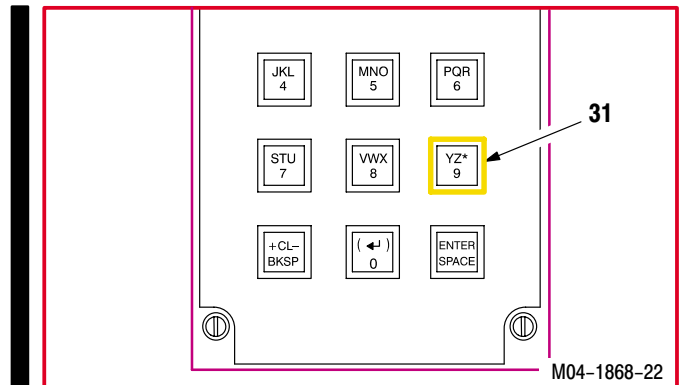 JKL
4
MNO
5
PQR
6
31
STU
7
VWX
8
YZ*
9
+CL–
BKSP
(↵)
0
ENTER
SPACE
M04–1868–22